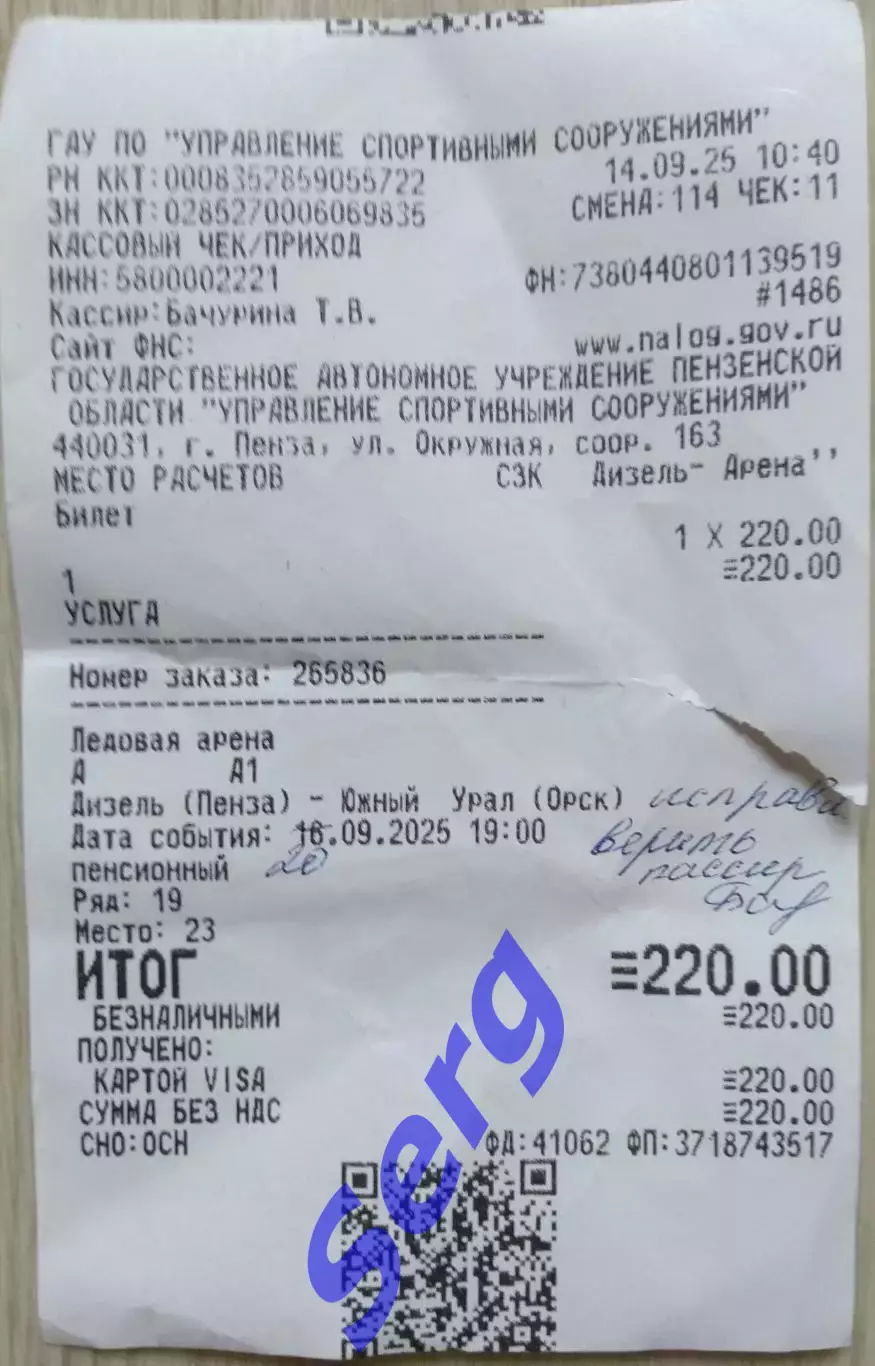 ГАУ ПО "УПРАВЛЕНИЕ СПОРТИВНЫМИ СООРУЖЕНИЯМИ"
РН ККТ:0008352859055722 14.09.25 10:40
ЗН ККТ:0285270006069835 СМЕНА:114 ЧЕК:11
КАССОВЫЙ ЧЕК/ПРИХОД
ИНН:5800002221 ФН:7380440801139519
Кассир:Бачурина Т.В. #1486
Сайт ФНС: www.nalog.gov.ru
ГОСУДАРСТВЕННОЕ АВТОНОМНОЕ УЧРЕЖДЕНИЕ ПЕНЗЕНСКОЙ
ОБЛАСТИ "УПРАВЛЕНИЕ СПОРТИВНЫМИ СООРУЖЕНИЯМИ"
440031, г. Пенза, ул. Окружная, соор. 163
МЕСТО РАСЧЕТОВ СЗК Дизель- Арена''
Билет
1 X 220.00
≡220.00
1
УСЛУГА
Номер заказа: 265836
Ледовая арена
А А1
Дизель (Пенза) - Южный Урал (Орск) исправл
Дата события: 16.09.2025 19:00 верить
пенсионный 20 кассир
Ряд: 19
Место: 23
ИТОГ ≡220.00
БЕЗНАЛИЧНЫМИ ≡220.00
ПОЛУЧЕНО:
КАРТОЙ VISA ≡220.00
СУММА БЕЗ НДС ≡220.00
СНО:ОСН ФД:41062 ФП:3718743517
Serg